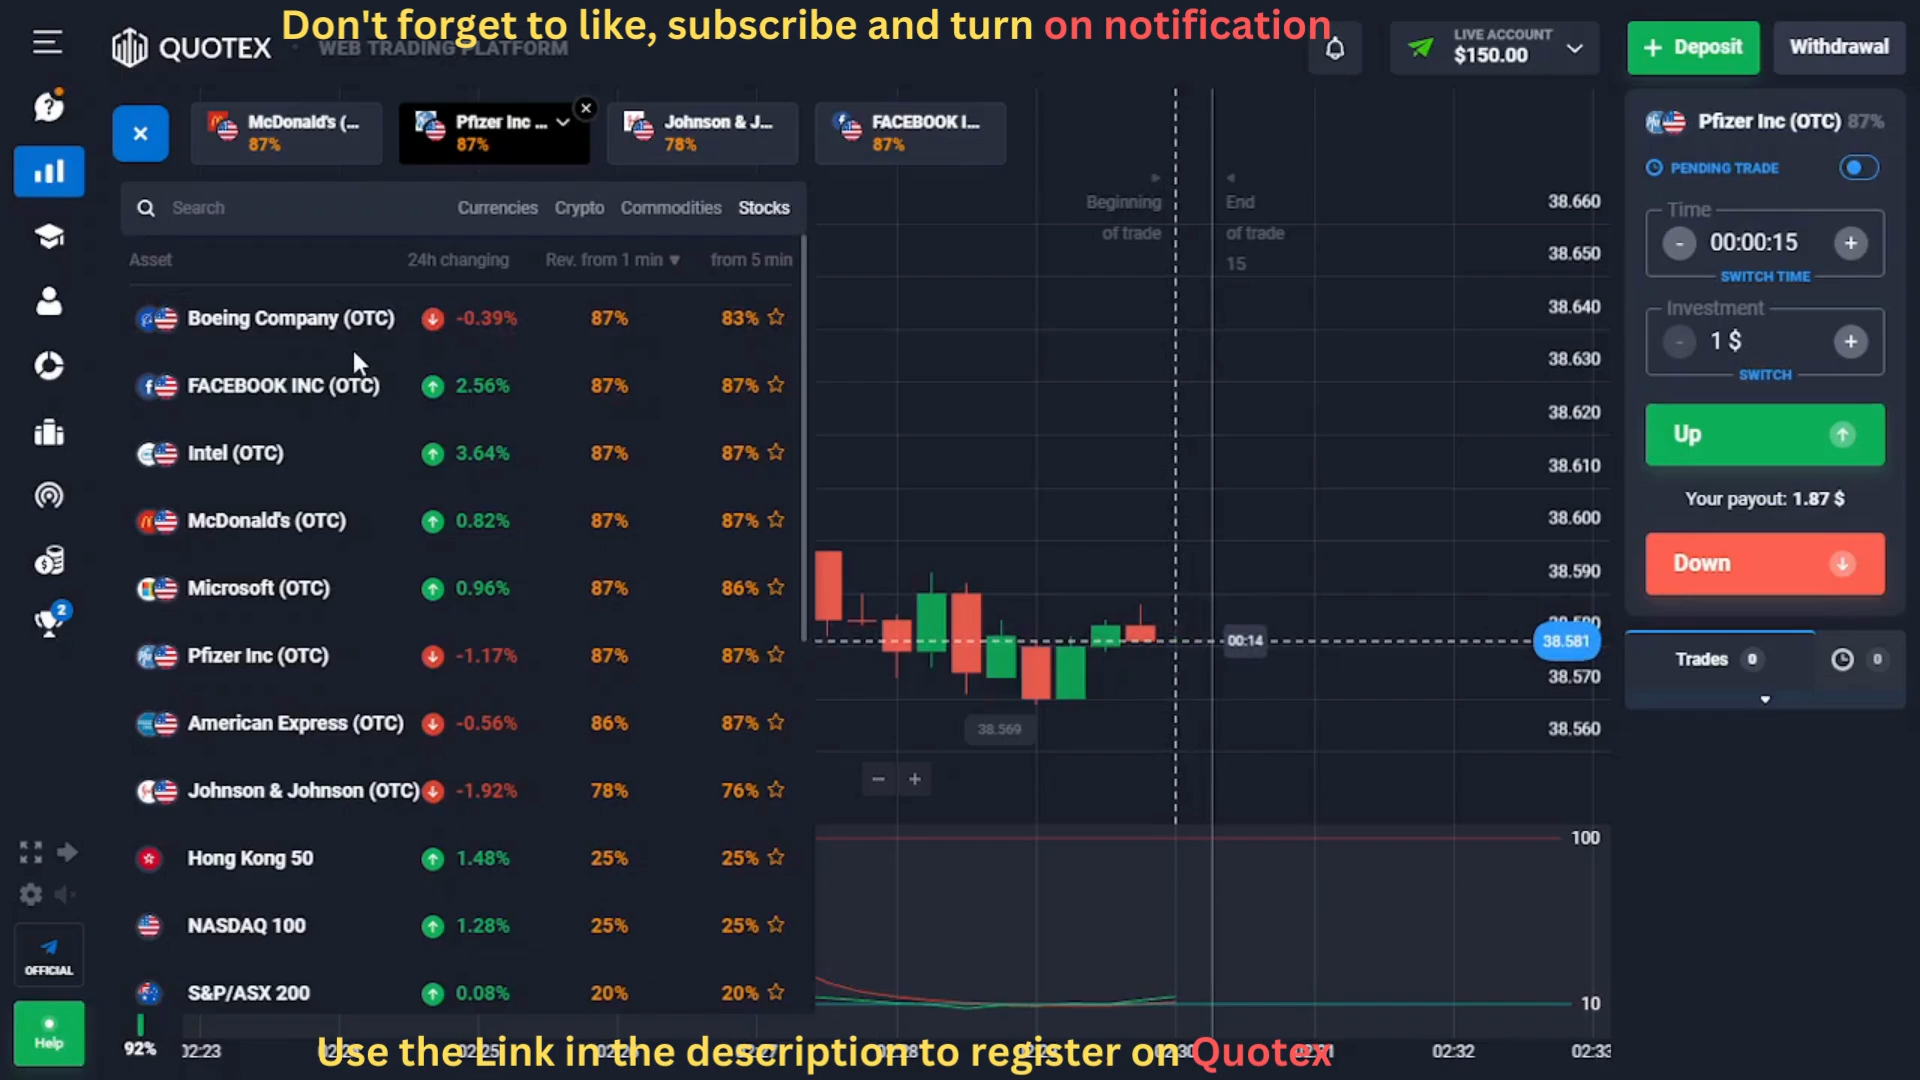 Don't forget to like, subscribe and turn on notification
QUOTEX
WEB TRADING PLATFORM
LIVE ACCOUNT
$150.00
+ Deposit
Withdrawal
McDonald's (...
87%
Pfizer Inc ...
87%
Johnson & J...
78%
FACEBOOK I...
87%
Search
Currencies Crypto Commodities Stocks
Asset 24h changing Rev. from 1 min from 5 min
Boeing Company (OTC) -0.39% 87% 83%
FACEBOOK INC (OTC) 2.56% 87% 87%
Intel (OTC) 3.64% 87% 87%
McDonald's (OTC) 0.82% 87% 87%
Microsoft (OTC) 0.96% 87% 86%
Pfizer Inc (OTC) -1.17% 87% 87%
American Express (OTC) -0.56% 86% 87%
Johnson & Johnson (OTC) -1.92% 78% 76%
Hong Kong 50 1.48% 25% 25%
NASDAQ 100 1.28% 25% 25%
S&P/ASX 200 0.08% 20% 20%
Beginning
of trade
End
of trade
15
38.660
38.650
38.640
38.630
38.620
38.610
38.600
38.590
38.581
38.570
38.560
00:14
38.569
100
10
Pfizer Inc (OTC) 87%
PENDING TRADE
Time
- 00:00:15 +
SWITCH TIME
Investment
- 1 $ +
SWITCH
Up
Your payout: 1.87 $
Down
Trades 0 0
2
OFFICIAL
Help
92%
02:23 02:25 02:27 02:28 02:30 02:32
Use the Link in the description to register on Quotex